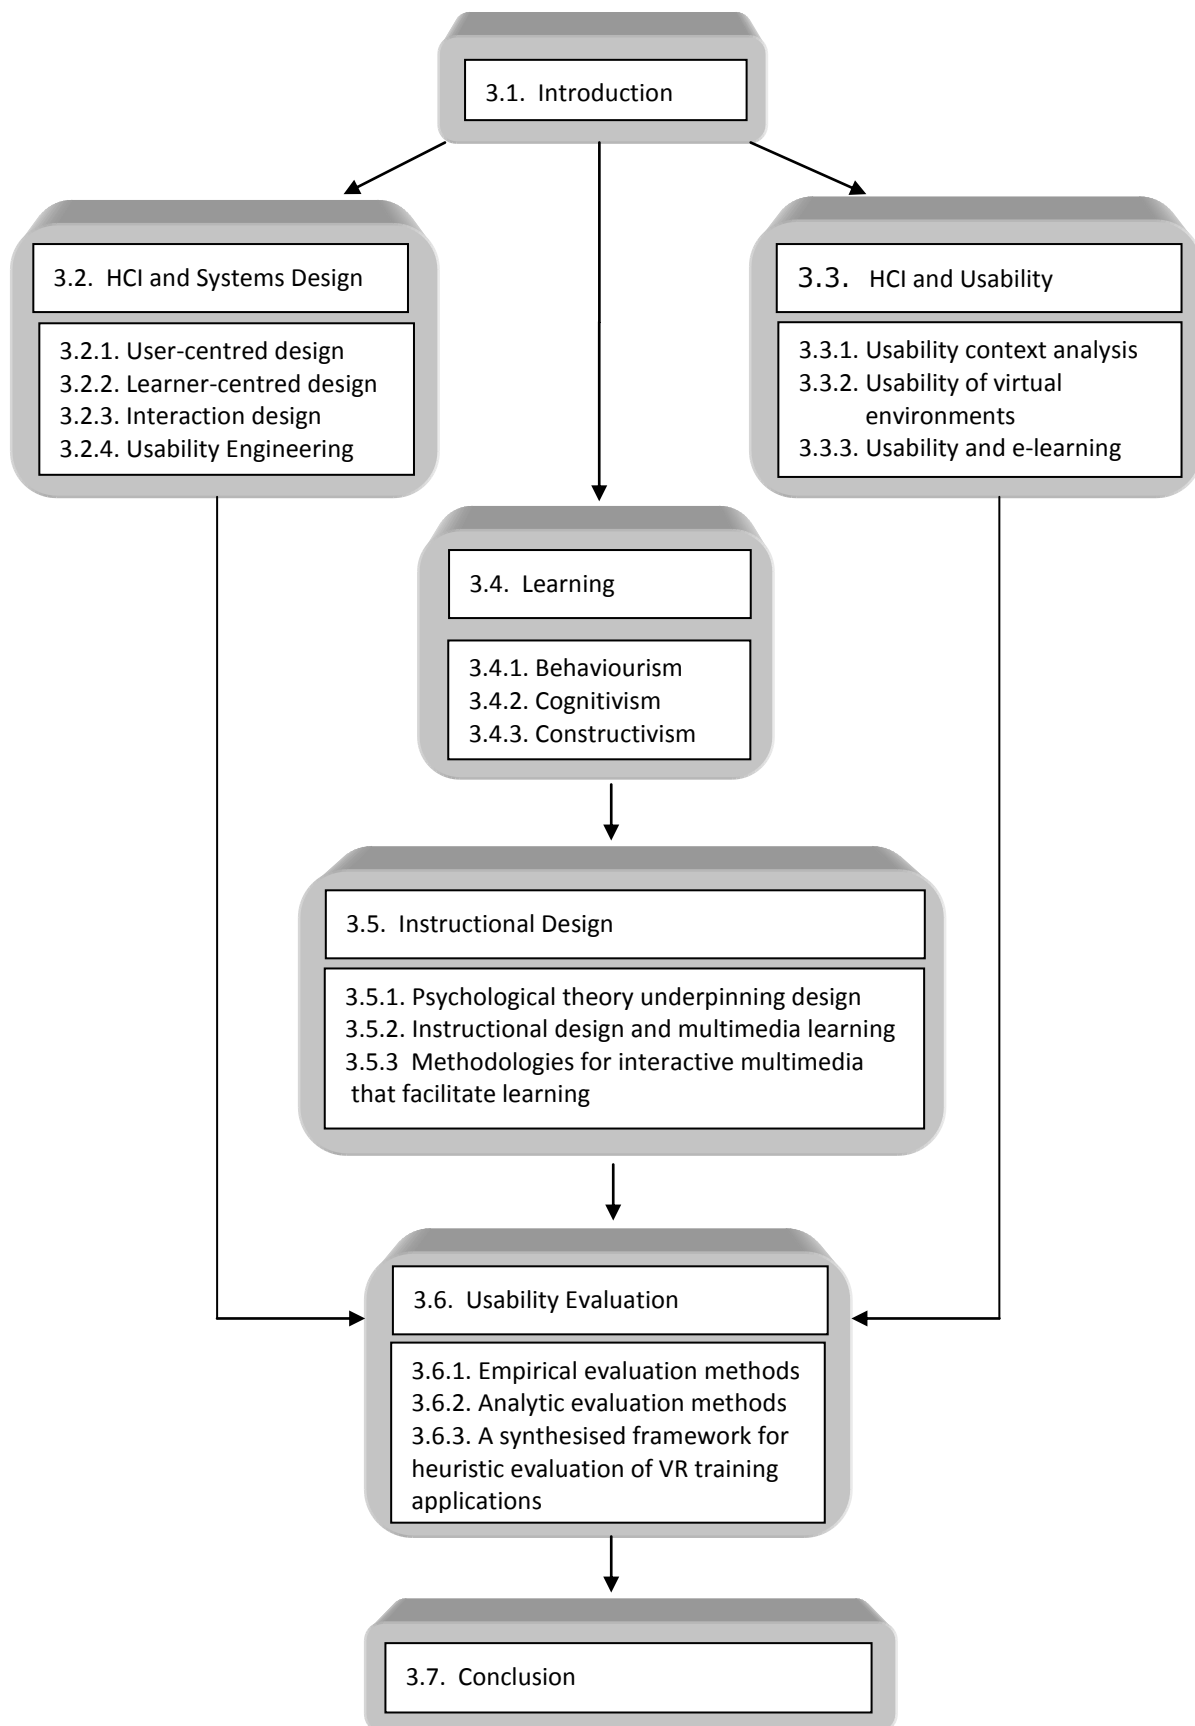 3.1. Introduction
3.2. HCI and Systems Design
3.2.1. User-centred design
3.2.2. Learner-centred design
3.2.3. Interaction design
3.2.4. Usability Engineering
3.3. HCI and Usability
3.3.1. Usability context analysis
3.3.2. Usability of virtual
environments
3.3.3. Usability and e-learning
3.4. Learning
3.4.1. Behaviourism
3.4.2. Cognitivism
3.4.3. Constructivism
3.5. Instructional Design
3.5.1. Psychological theory underpinning design
3.5.2. Instructional design and multimedia learning
3.5.3 Methodologies for interactive multimedia
that facilitate learning
3.6. Usability Evaluation
3.6.1. Empirical evaluation methods
3.6.2. Analytic evaluation methods
3.6.3. A synthesised framework for
heuristic evaluation of VR training
applications
3.7. Conclusion